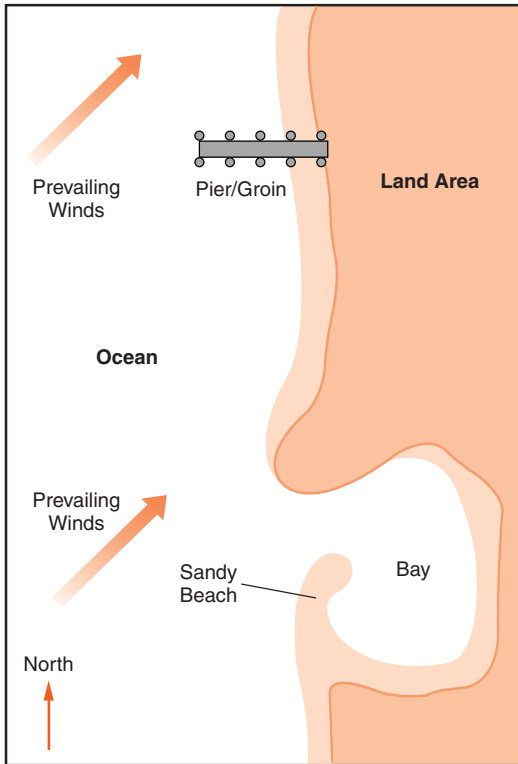 Prevailing
Winds
Pier/Groin
Land Area
Ocean
Prevailing
Winds
Sandy
Beach
Bay
North